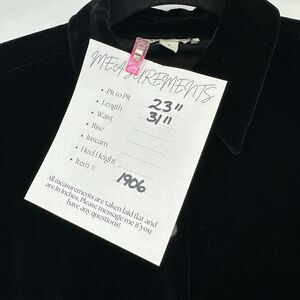 MEASUREMENTS
• Pit to Pit 23"
• Length 31"
• Waist
• Rise
• Inseam
• Heel Height
• Item # 1906
All measurements are taken laid flat and
are in inches. Please message me if you
have any questions!